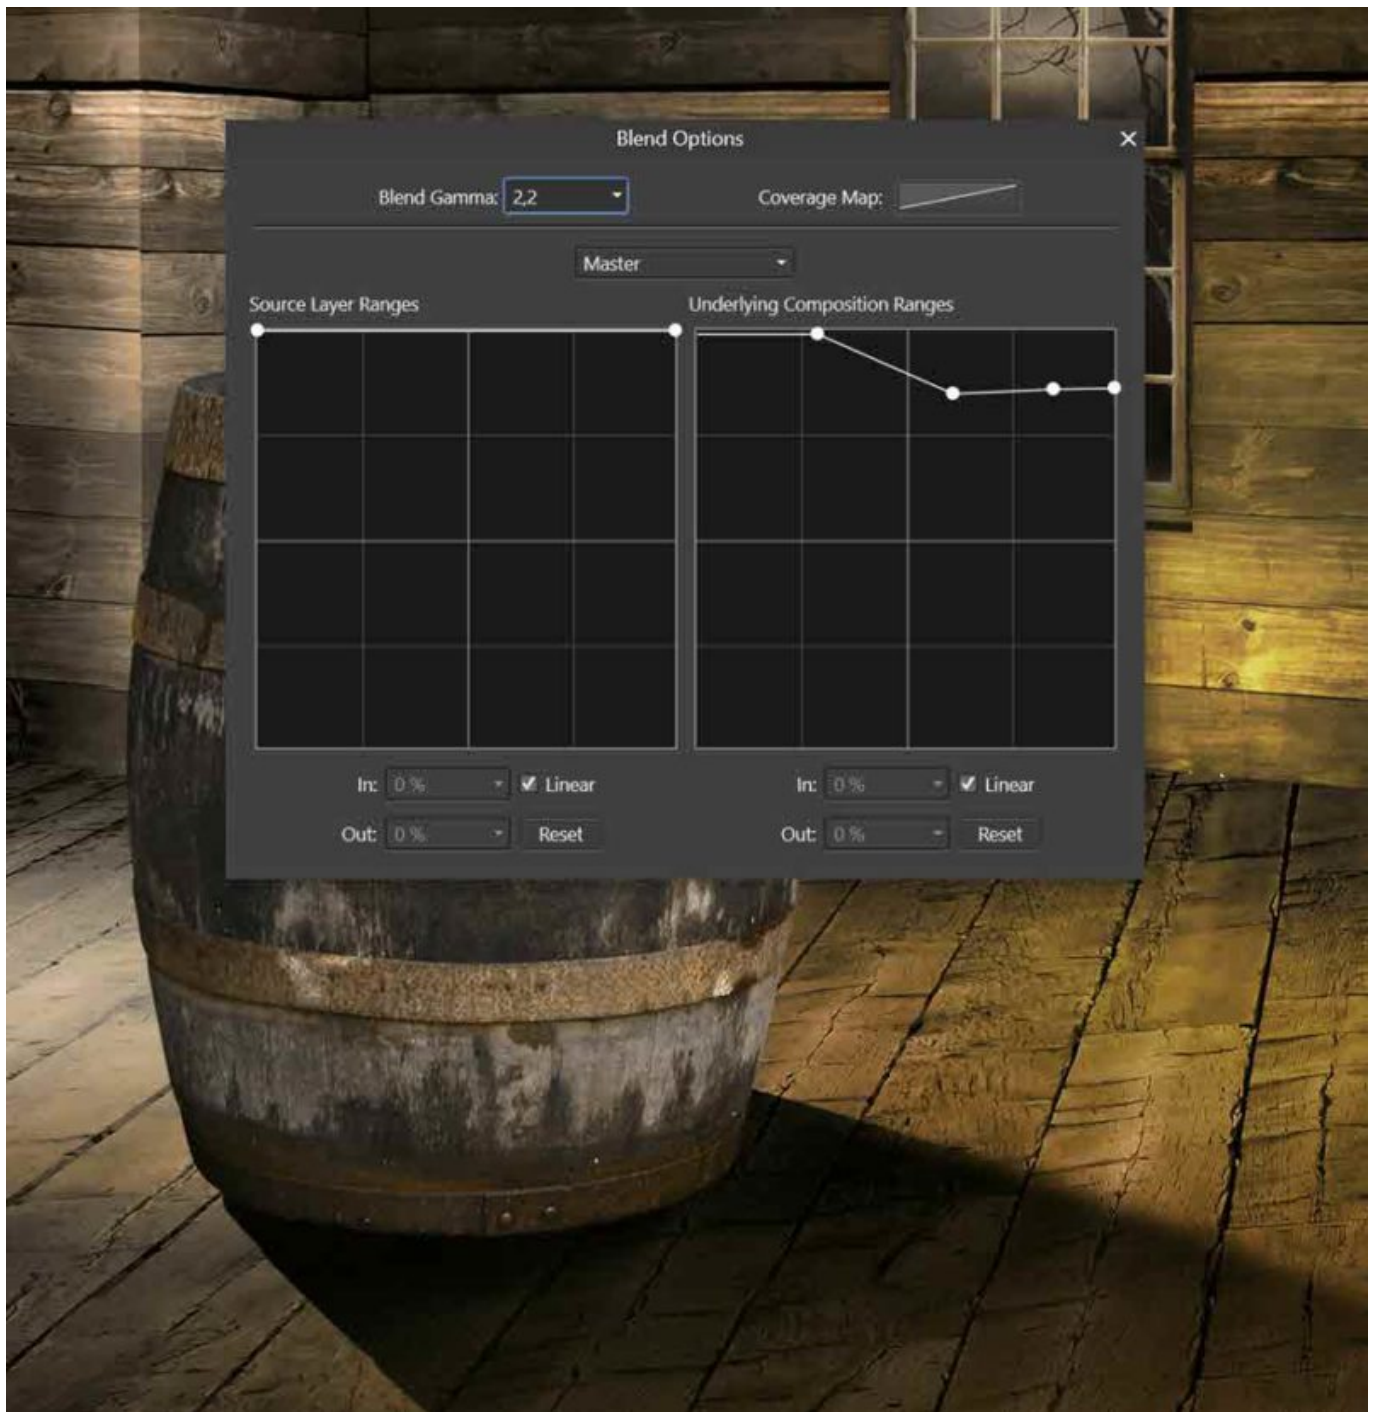 Blend Options
Blend Gamma: 2,2 Coverage Map:
Master
Source Layer Ranges Underlying Composition Ranges
In: 0 % Linear In: 0 % Linear
Out: 0 % Reset Out: 0 % Reset